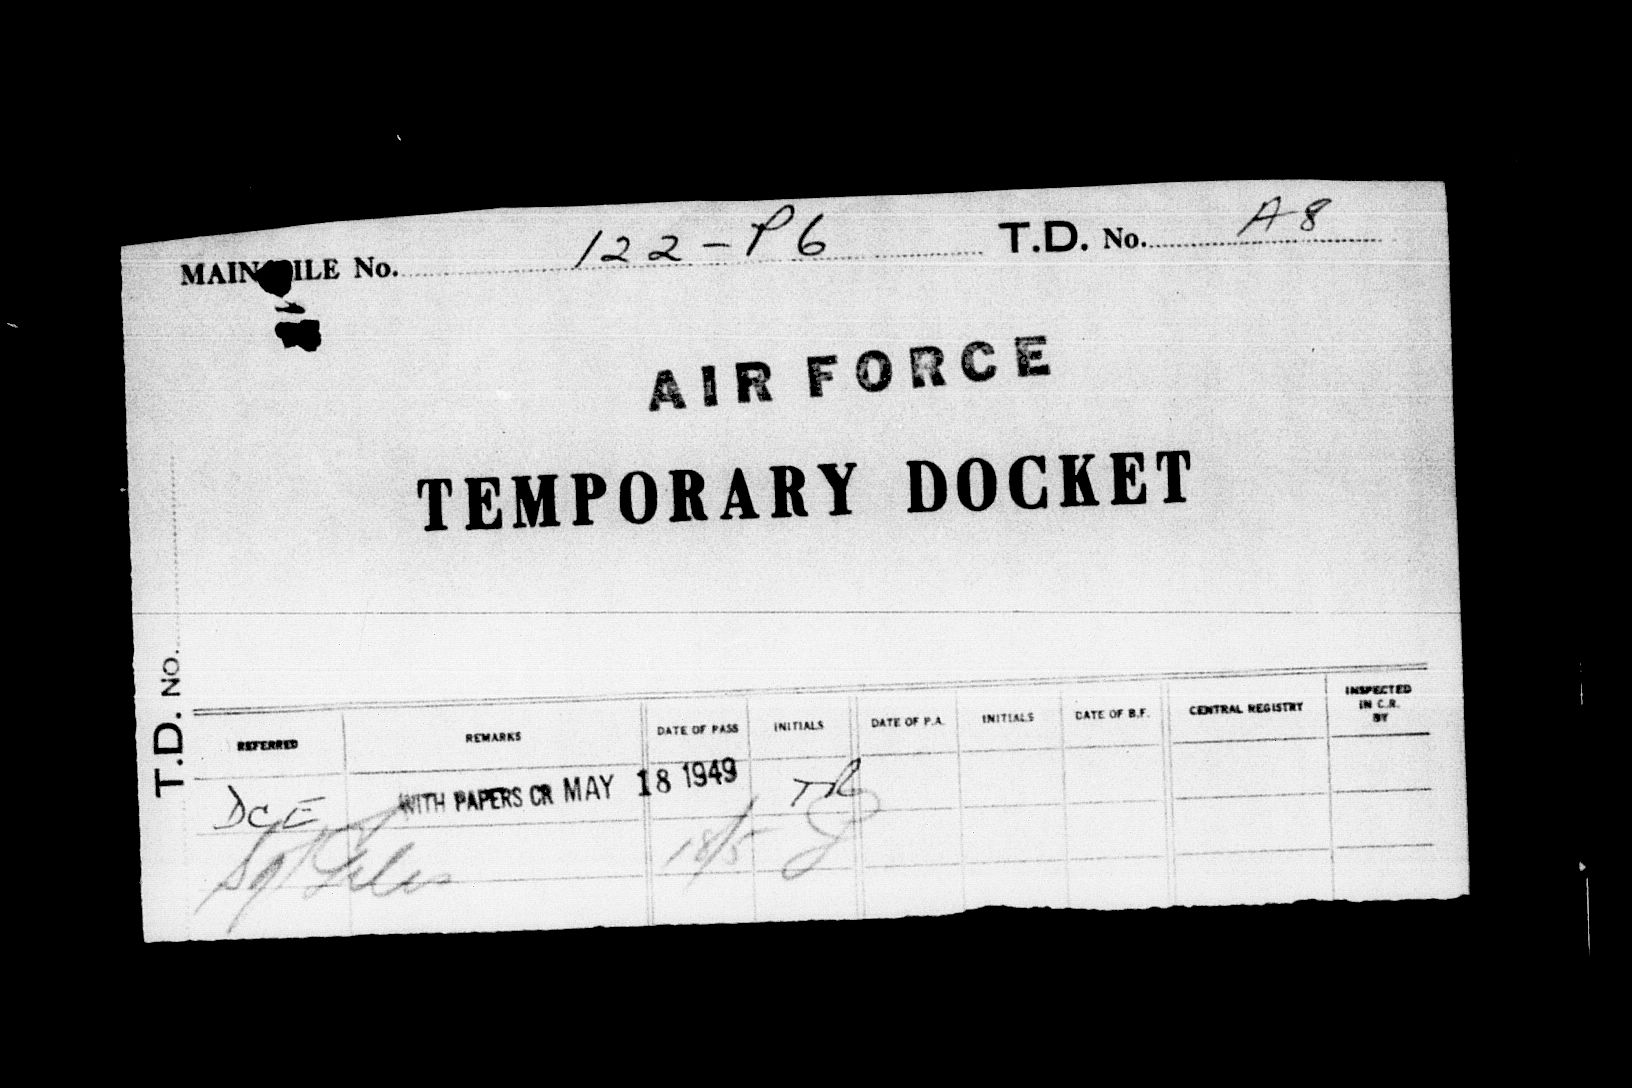 MAIN FILE No. 122-P6 T.D. No. A8
AIR FORCE
TEMPORARY DOCKET
T.D. NO.
REFERRED REMARKS DATE OF PASS INITIALS DATE OF P.A. INITIALS DATE OF B.F. CENTRAL REGISTRY INSPECTED
IN C.R.
BY
DCE WITH PAPERS CR MAY 18 1949
Sgt 18/5